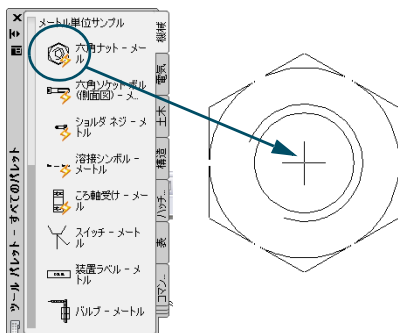 メートル単位サンプル
六角ナット - メー
ル
六角ソケット ボル
(側面図) - メ...
ショルダ ネジ - メ
トル
溶接シンボル -
メートル
ころ軸受け - メー
ル
スイッチ - メート
ル
装置ラベル - メ
トル
バルブ - メートル
機械
電気
土木
構造
ハッチ...
表
コマン...
ツール パレット - すべてのパレット